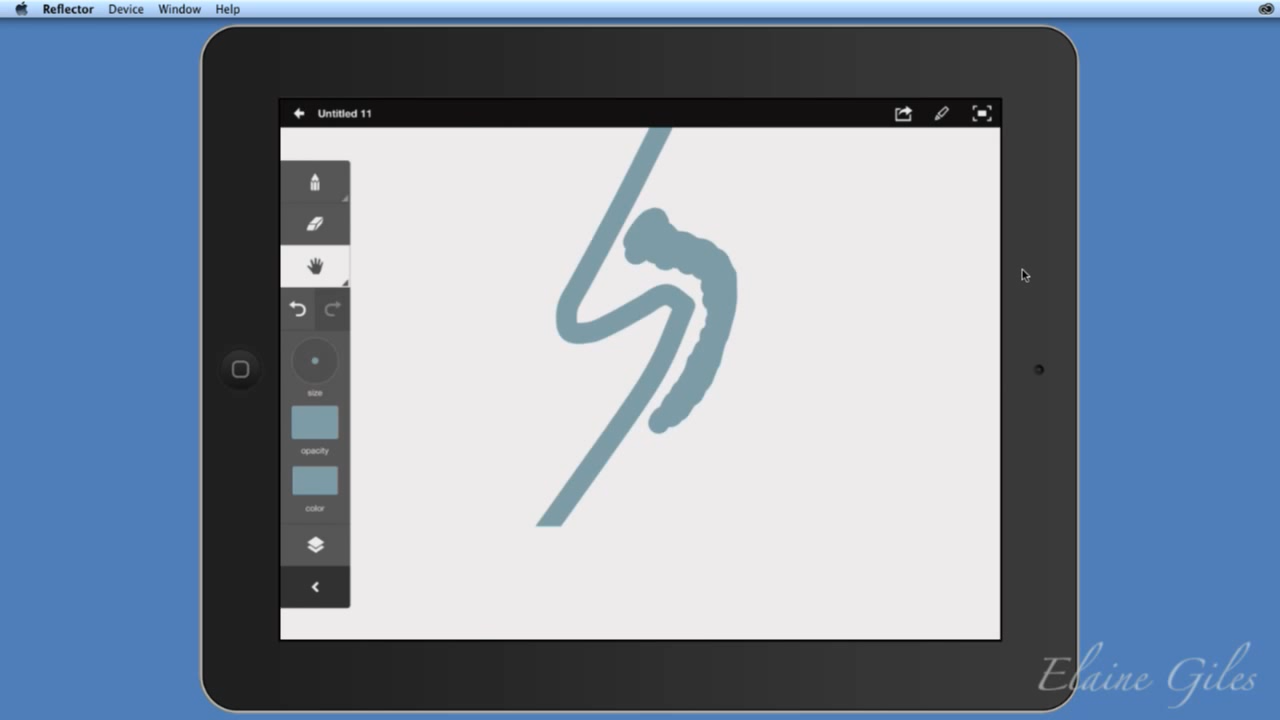 Reflector Device Window Help
Untitled 11
size
opacity
color
Elaine Giles